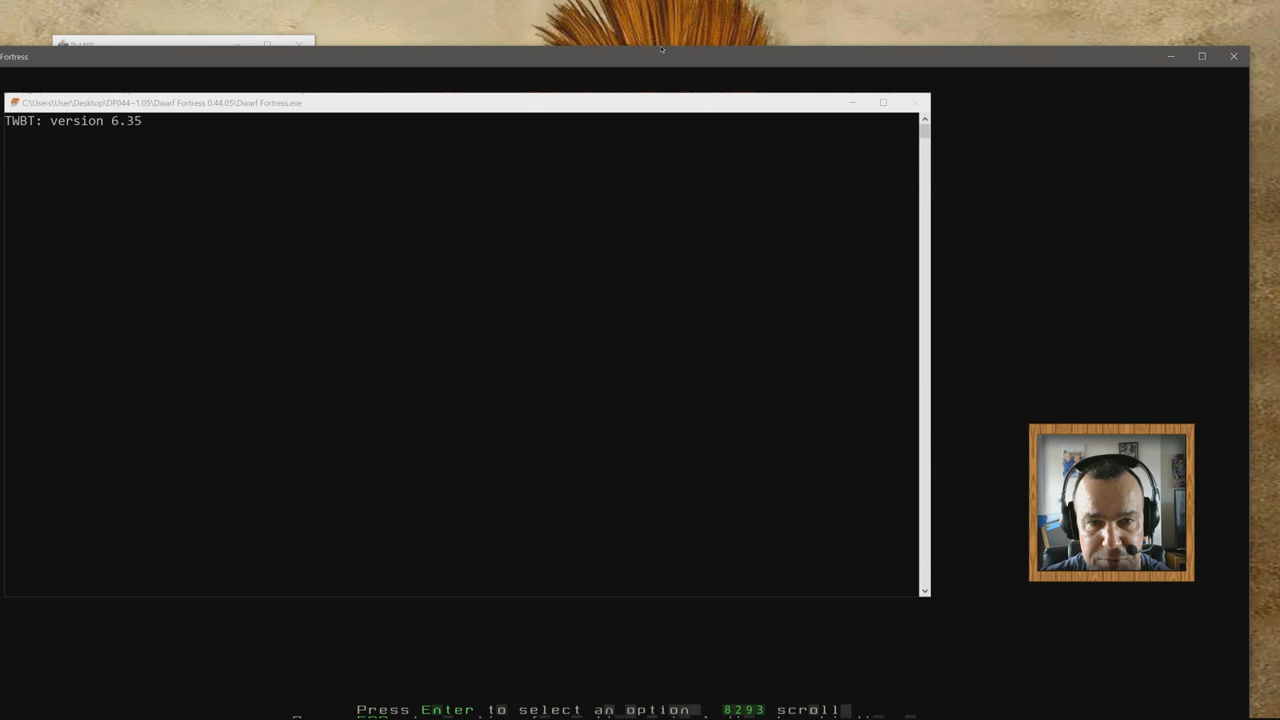 Fortress
C:\Users\User\Desktop\DF044~1.05\Dwarf Fortress 0.44.05\Dwarf Fortress.exe
TWBT: version 6.35
Press Enter to select an option 8293 scroll